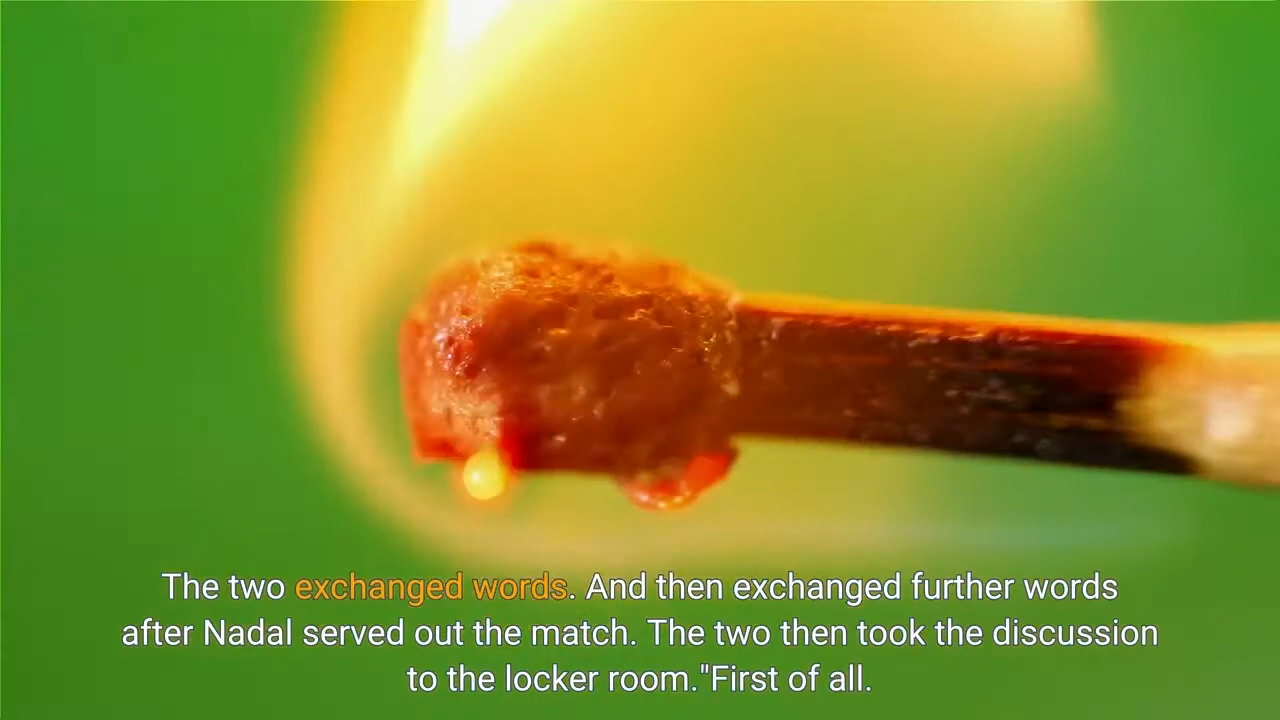 The two exchanged words. And then exchanged further words
after Nadal served out the match. The two then took the discussion
to the locker room."First of all.